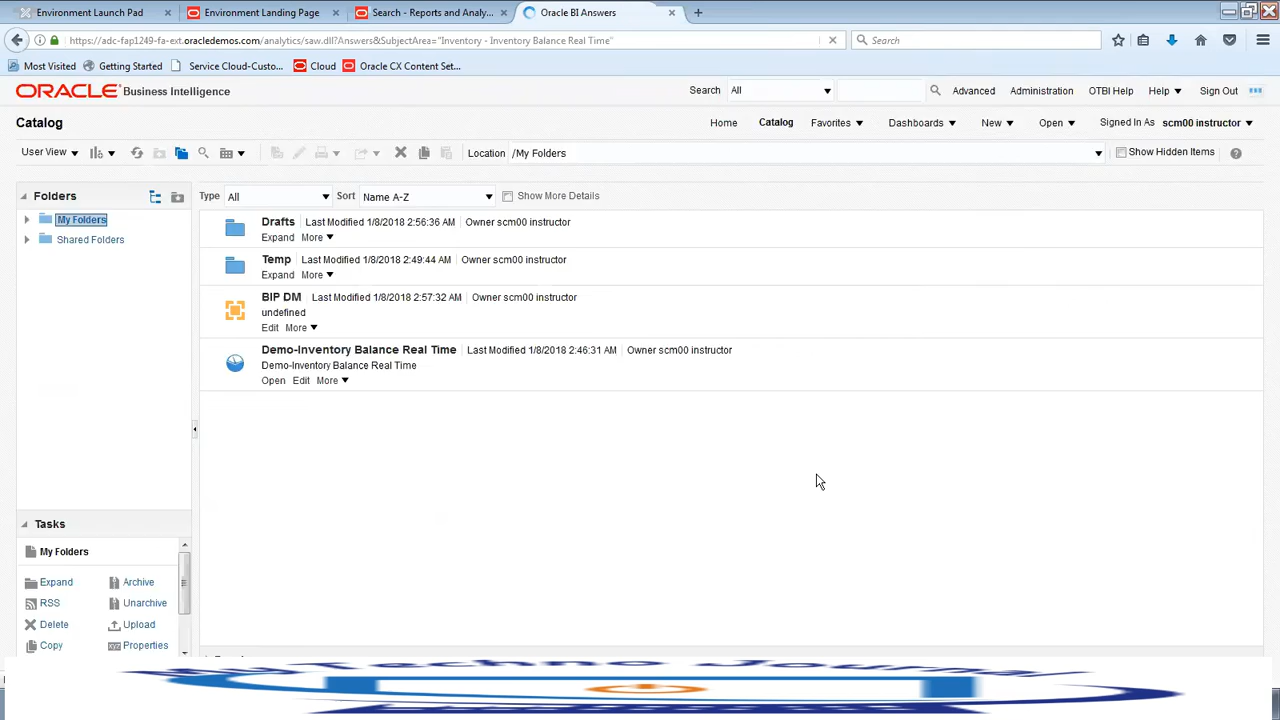 Environment Launch Pad
Environment Landing Page
Search - Reports and Analy...
Oracle BI Answers
https://adc-fap1249-fa-ext.oracledemos.com/analytics/saw.dll?Answers&SubjectArea="Inventory - Inventory Balance Real Time"
Search
Most Visited
Getting Started
Service Cloud-Custo...
Cloud
Oracle CX Content Set...
ORACLE Business Intelligence
Search
All
Advanced
Administration
OTBI Help
Help
Sign Out
Catalog
Home
Catalog
Favorites
Dashboards
New
Open
Signed In As scm00 instructor
User View
Location
/My Folders
Show Hidden Items
Folders
My Folders
Shared Folders
Type All
Sort Name A-Z
Show More Details
Drafts Last Modified 1/8/2018 2:56:36 AM Owner scm00 instructor
Expand More
Temp Last Modified 1/8/2018 2:49:44 AM Owner scm00 instructor
Expand More
BIP DM Last Modified 1/8/2018 2:57:32 AM Owner scm00 instructor
undefined
Edit More
Demo-Inventory Balance Real Time Last Modified 1/8/2018 2:46:31 AM Owner scm00 instructor
Demo-Inventory Balance Real Time
Open Edit More
Tasks
My Folders
Expand Archive
RSS Unarchive
Delete Upload
Copy Properties
Techno Journal